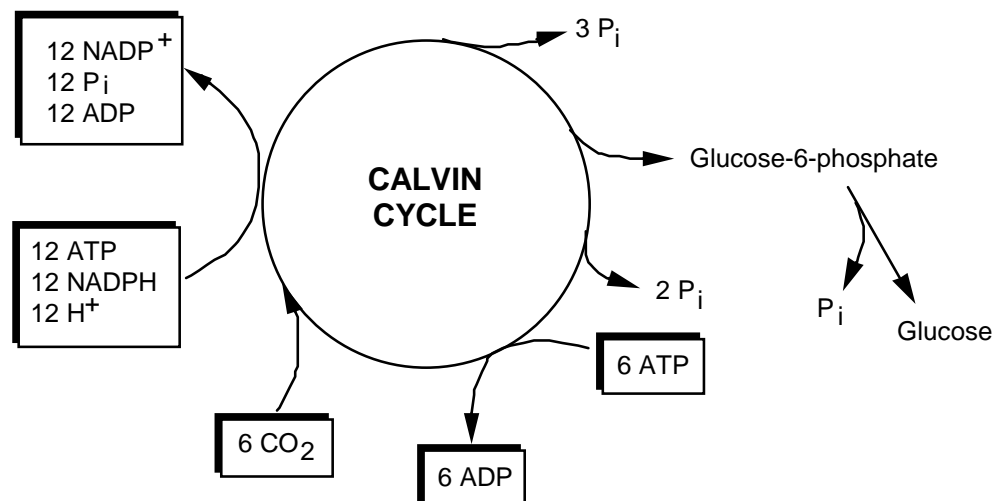 12 NADP+
12 Pi
12 ADP
3 Pi
Glucose-6-phosphate
CALVIN
CYCLE
12 ATP
12 NADPH
12 H+
2 Pi
Pi
Glucose
6 ATP
6 CO2
6 ADP